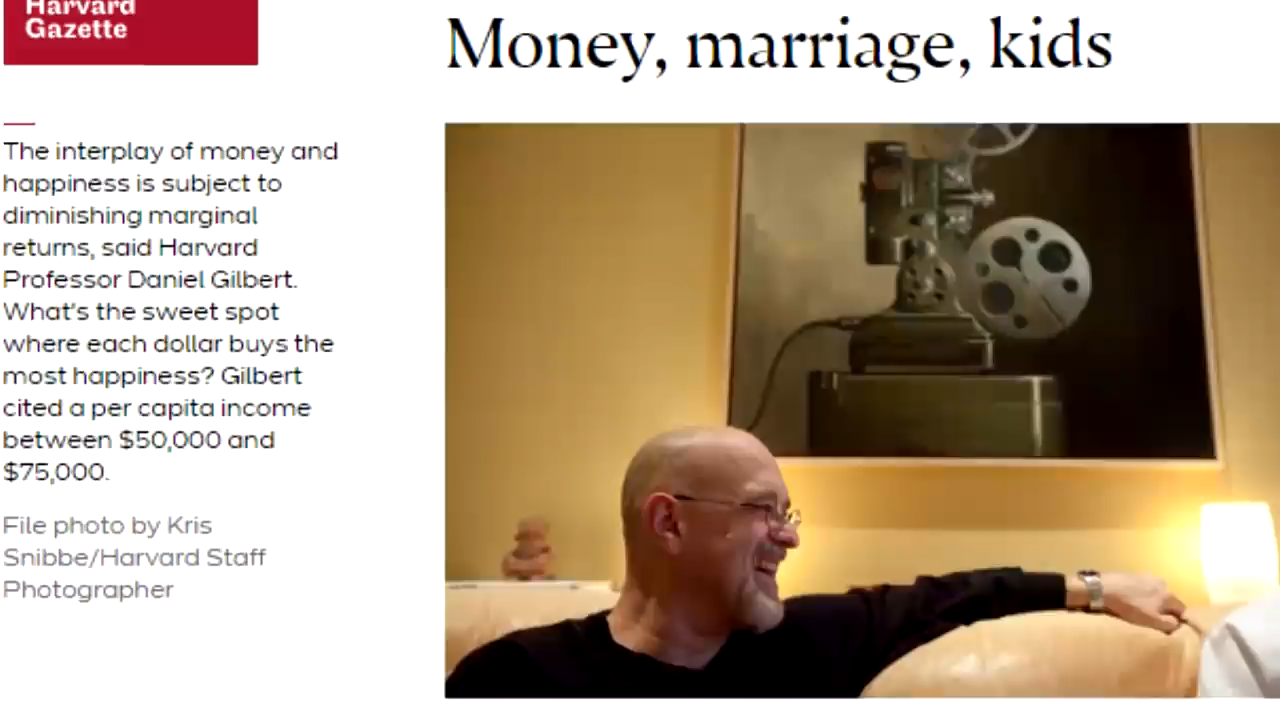 Harvard
Gazette
Money, marriage, kids
The interplay of money and
happiness is subject to
diminishing marginal
returns, said Harvard
Professor Daniel Gilbert.
What's the sweet spot
where each dollar buys the
most happiness? Gilbert
cited a per capita income
between $50,000 and
$75,000.
File photo by Kris
Snibbe/Harvard Staff
Photographer